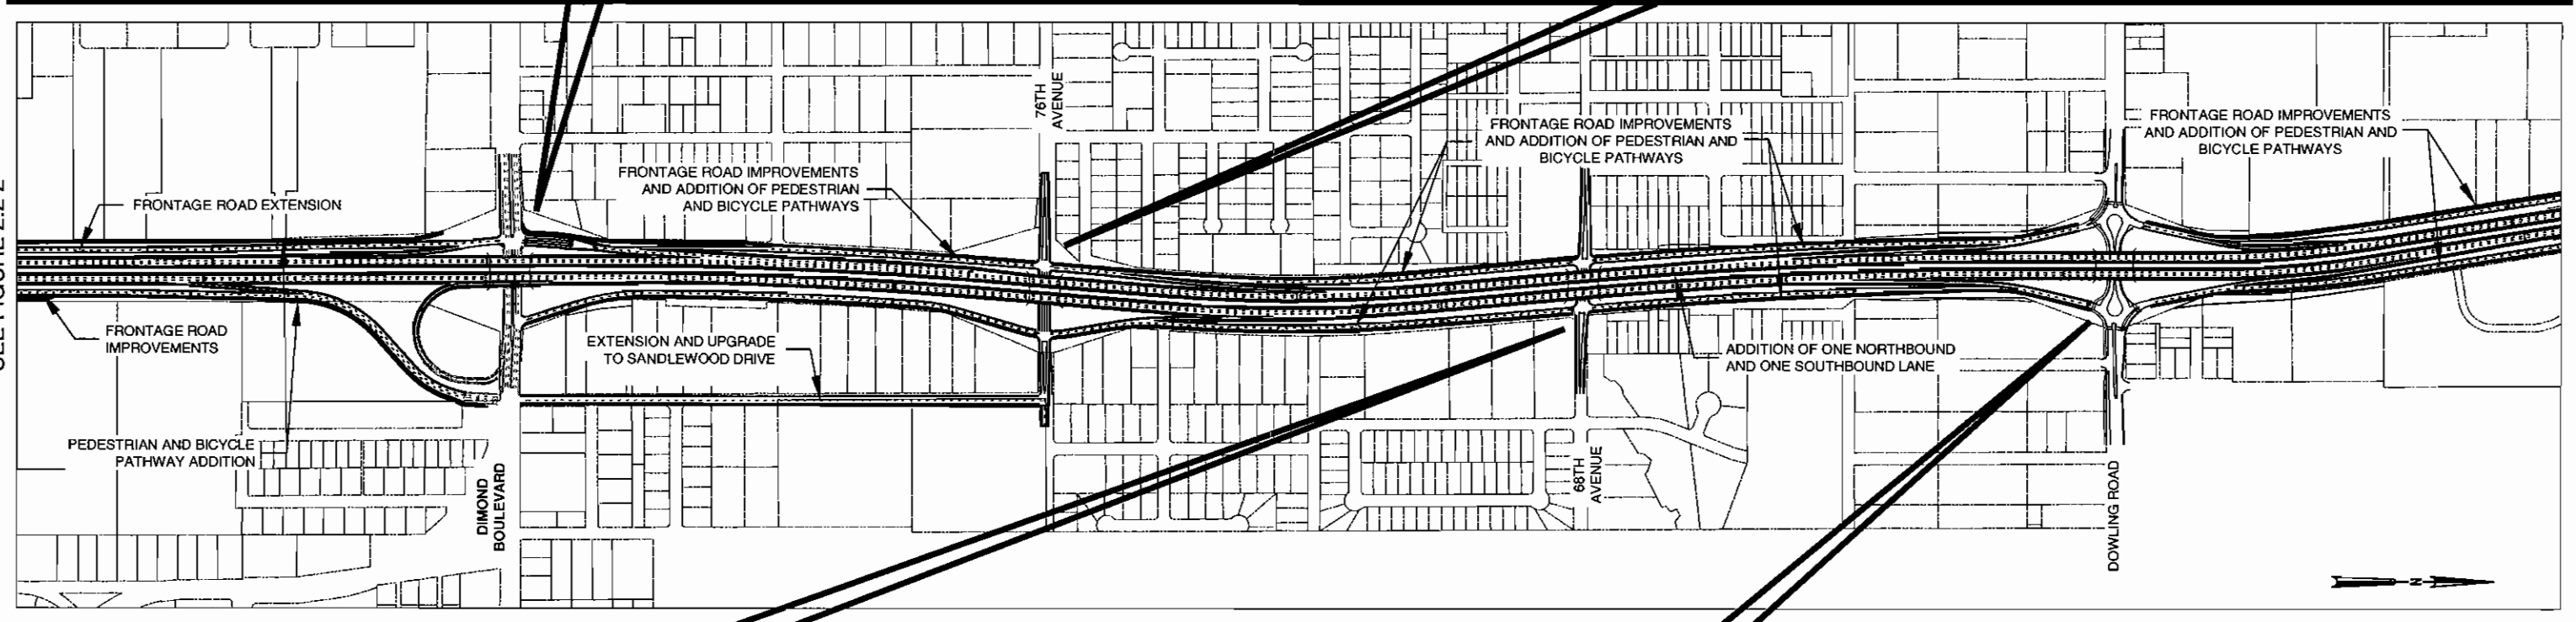 FRONTAGE ROAD EXTENSION
FRONTAGE ROAD
IMPROVEMENTS
PEDESTRIAN AND BICYCLE
PATHWAY ADDITION
DIMOND
BOULEVARD
FRONTAGE ROAD IMPROVEMENTS
AND ADDITION OF PEDESTRIAN
AND BICYCLE PATHWAYS
EXTENSION AND UPGRADE
TO SANDLEWOOD DRIVE
76TH
AVENUE
FRONTAGE ROAD IMPROVEMENTS
AND ADDITION OF PEDESTRIAN AND
BICYCLE PATHWAYS
ADDITION OF ONE NORTHBOUND
AND ONE SOUTHBOUND LANE
68TH
AVENUE
FRONTAGE ROAD IMPROVEMENTS
AND ADDITION OF PEDESTRIAN AND
BICYCLE PATHWAYS
DOWLING ROAD
N